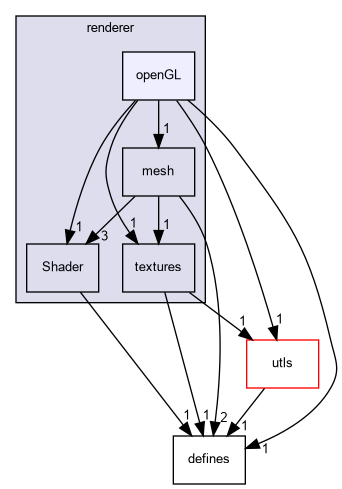 renderer
openGL
1
mesh
1
3
1
1
Shader
textures
1
1
utls
1
1
2
1
1
defines